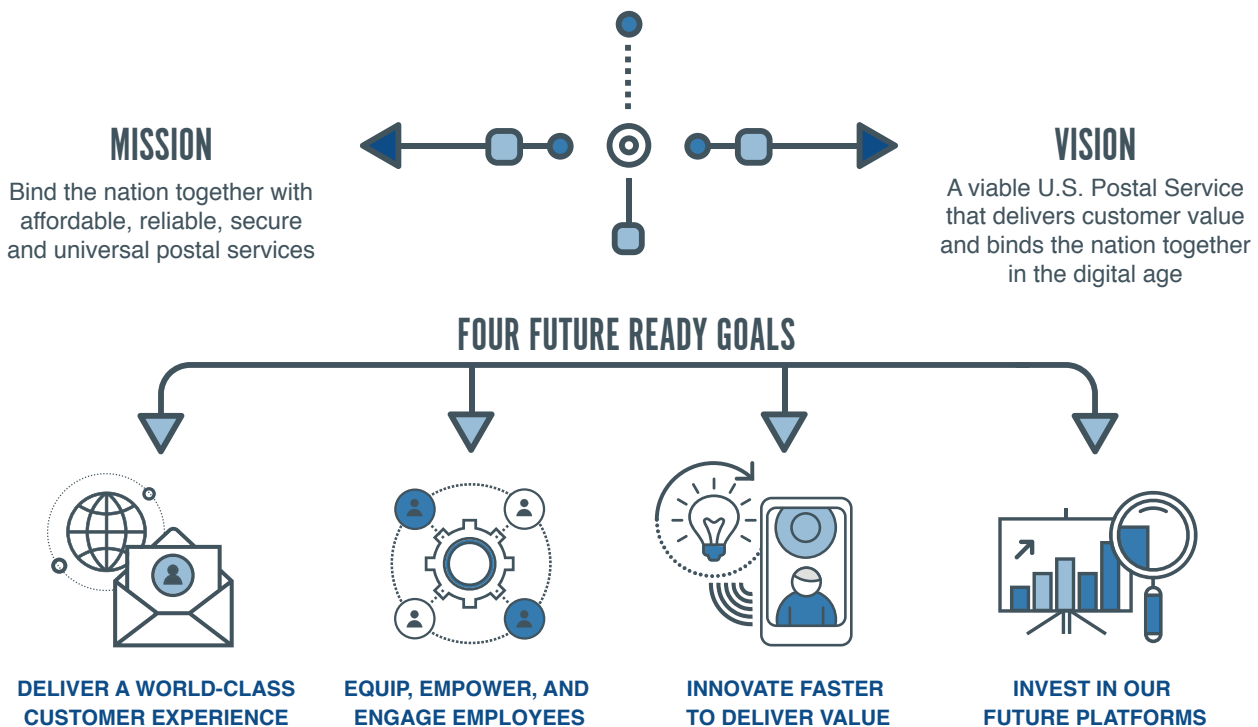 MISSION
Bind the nation together with
affordable, reliable, secure
and universal postal services
VISION
A viable U.S. Postal Service
that delivers customer value
and binds the nation together
in the digital age
FOUR FUTURE READY GOALS
DELIVER A WORLD-CLASS
CUSTOMER EXPERIENCE
EQUIP, EMPOWER, AND
ENGAGE EMPLOYEES
INNOVATE FASTER
TO DELIVER VALUE
INVEST IN OUR
FUTURE PLATFORMS